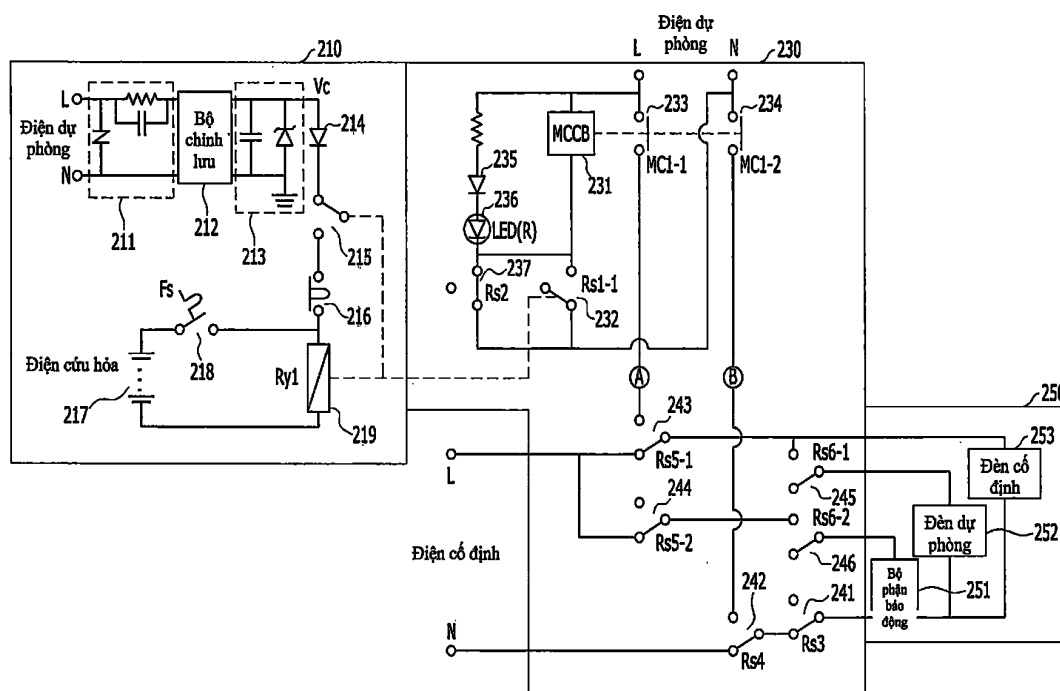 Điện dự
phòng
L
N
210
230
Vc
L
Điện dự
phòng
N
Bộ
chỉnh
lưu
211
212
213
214
215
216
Fs
218
Điện cứu hỏa
217
Ry1
219
MCCB
231
233
234
MC1-1
MC1-2
235
236
LED(R)
237
Rs2
Rs1-1
232
A
B
243
Rs5-1
L
244
Rs5-2
Điện cố định
Rs6-1
245
Rs6-2
246
242
241
Rs4
Rs3
N
250
253
Đèn cố
định
Đèn dự
phòng
252
Bộ
phận
báo
động
251